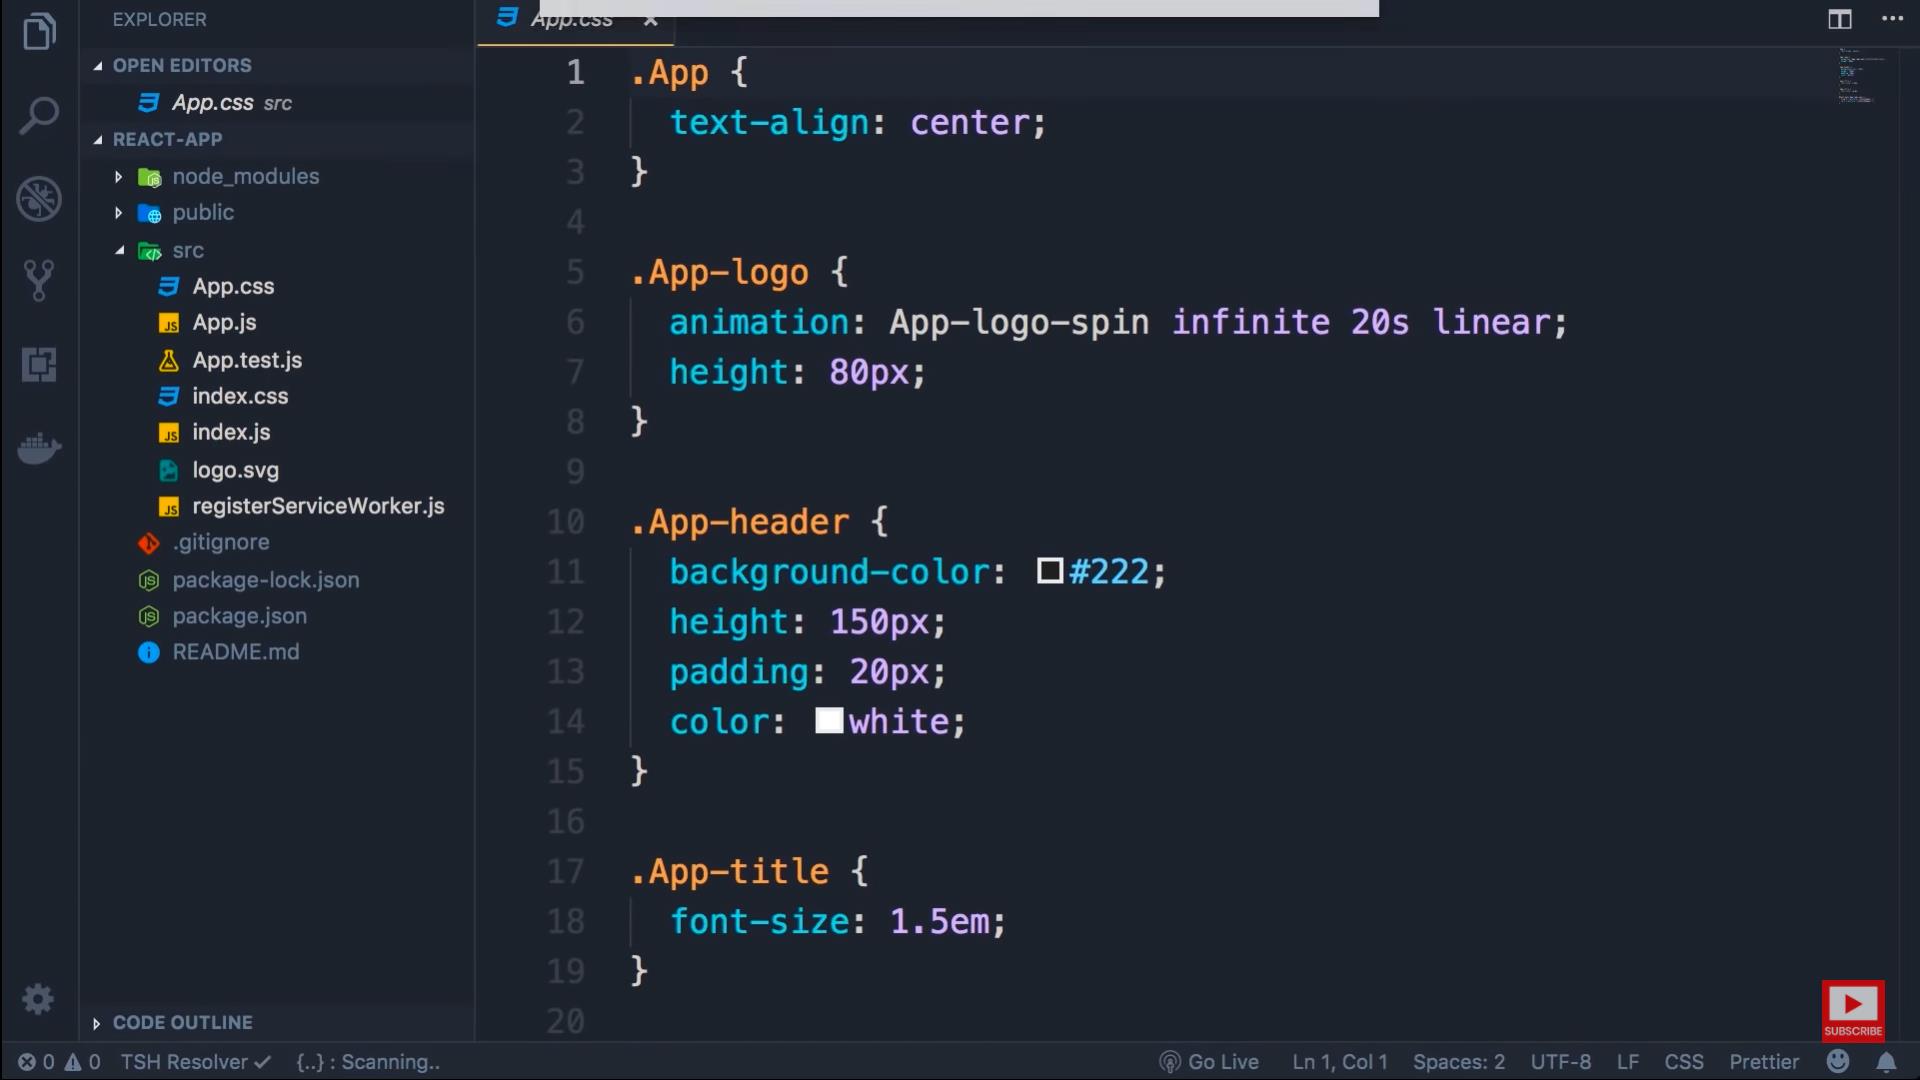 EXPLORER
OPEN EDITORS
App.css src
REACT-APP
node_modules
public
src
App.css
App.js
App.test.js
index.css
index.js
logo.svg
registerServiceWorker.js
.gitignore
package-lock.json
package.json
README.md
CODE OUTLINE
App.css
1 .App {
2 text-align: center;
3 }
4
5 .App-logo {
6 animation: App-logo-spin infinite 20s linear;
7 height: 80px;
8 }
9
10 .App-header {
11 background-color: #222;
12 height: 150px;
13 padding: 20px;
14 color: white;
15 }
16
17 .App-title {
18 font-size: 1.5em;
19 }
20
SUBSCRIBE
0 0 TSH Resolver {..} : Scanning.. Go Live Ln 1, Col 1 Spaces: 2 UTF-8 LF CSS Prettier